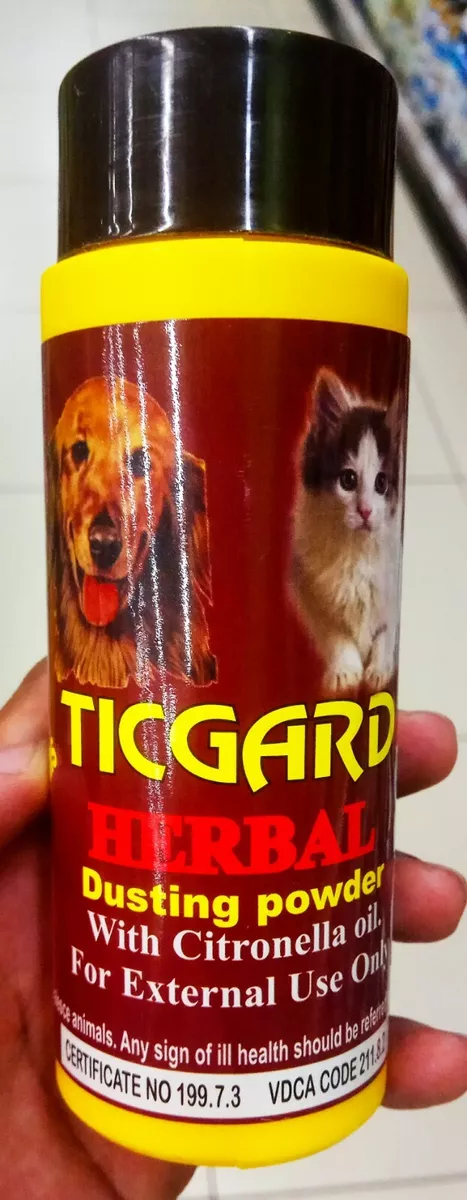 TICGARD
HERBAL
Dusting powder
With Citronella oil.
For External Use Only
animals. Any sign of ill health should be
CERTIFICATE NO 199.7.3 VDCA CODE